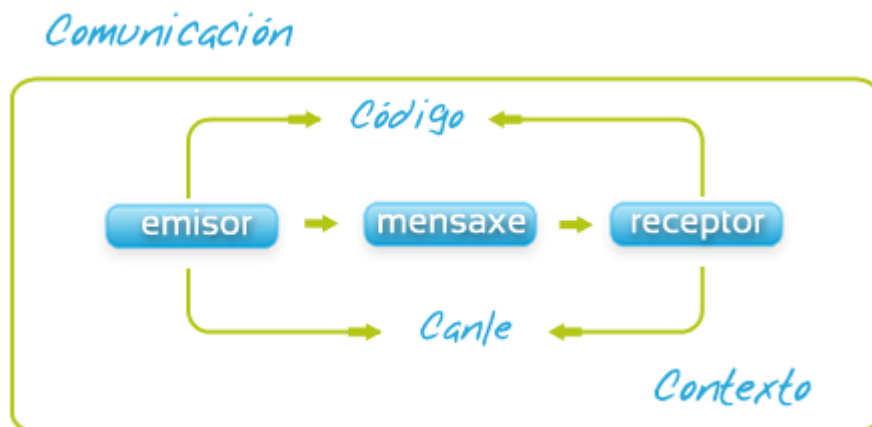 Comunicación
Código
emisor mensaxe receptor
Canle
Contexto